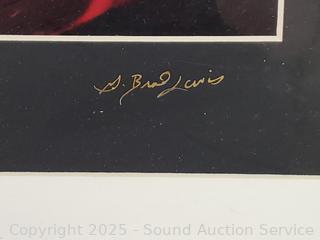 G. Brad Lewis
Copyright 2025 - Sound Auction Service